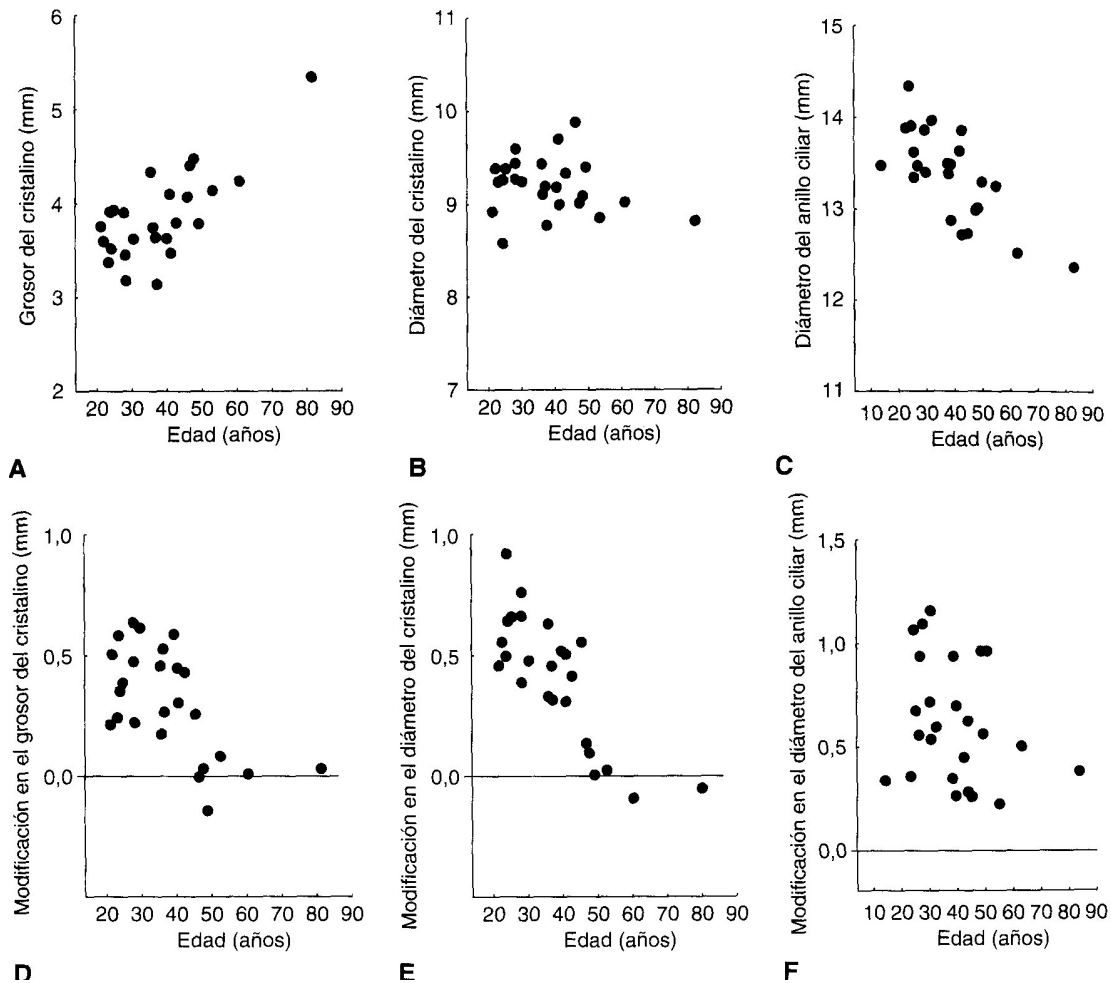 Grosor del cristalino (mm)
6
5
4
3
2
20 30 40 50 60 70 80 90
Edad (años)
A
Diámetro del cristalino (mm)
11
10
9
8
7
20 30 40 50 60 70 80 90
Edad (años)
B
Diámetro del anillo ciliar (mm)
15
14
13
12
11
10 20 30 40 50 60 70 80 90
Edad (años)
C
Modificación en el grosor del cristalino (mm)
1,0
0,5
0,0
20 30 40 50 60 70 80 90
Edad (años)
D
Modificación en el diámetro del cristalino (mm)
1,0
0,5
0,0
20 30 40 50 60 70 80 90
Edad (años)
E
Modificación en el diámetro del anillo ciliar (mm)
1,5
1,0
0,5
0,0
10 20 30 40 50 60 70 80 90
Edad (años)
F